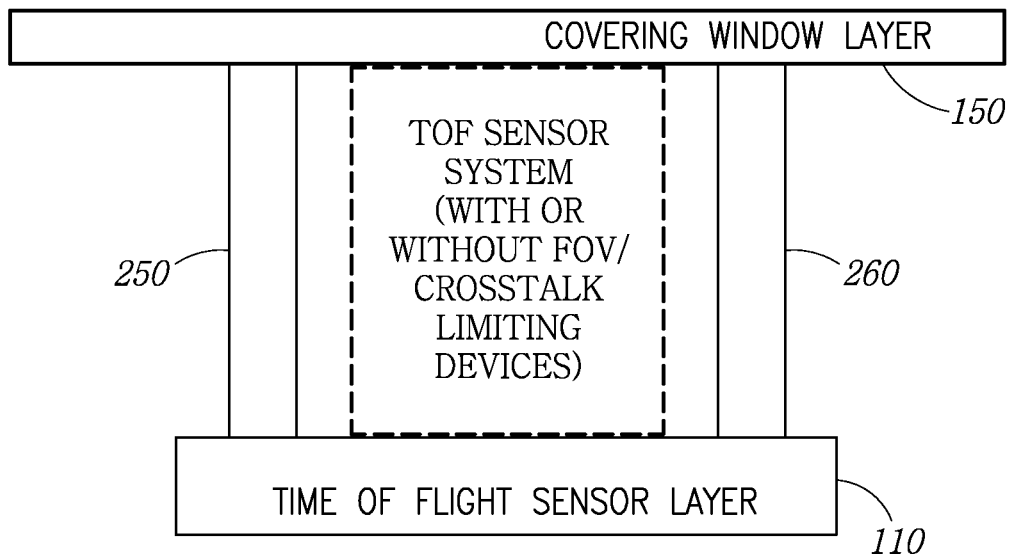 COVERING WINDOW LAYER
150
TOF SENSOR
SYSTEM
(WITH OR
WITHOUT FOV/
CROSSTALK
LIMITING
DEVICES)
250
260
TIME OF FLIGHT SENSOR LAYER
110